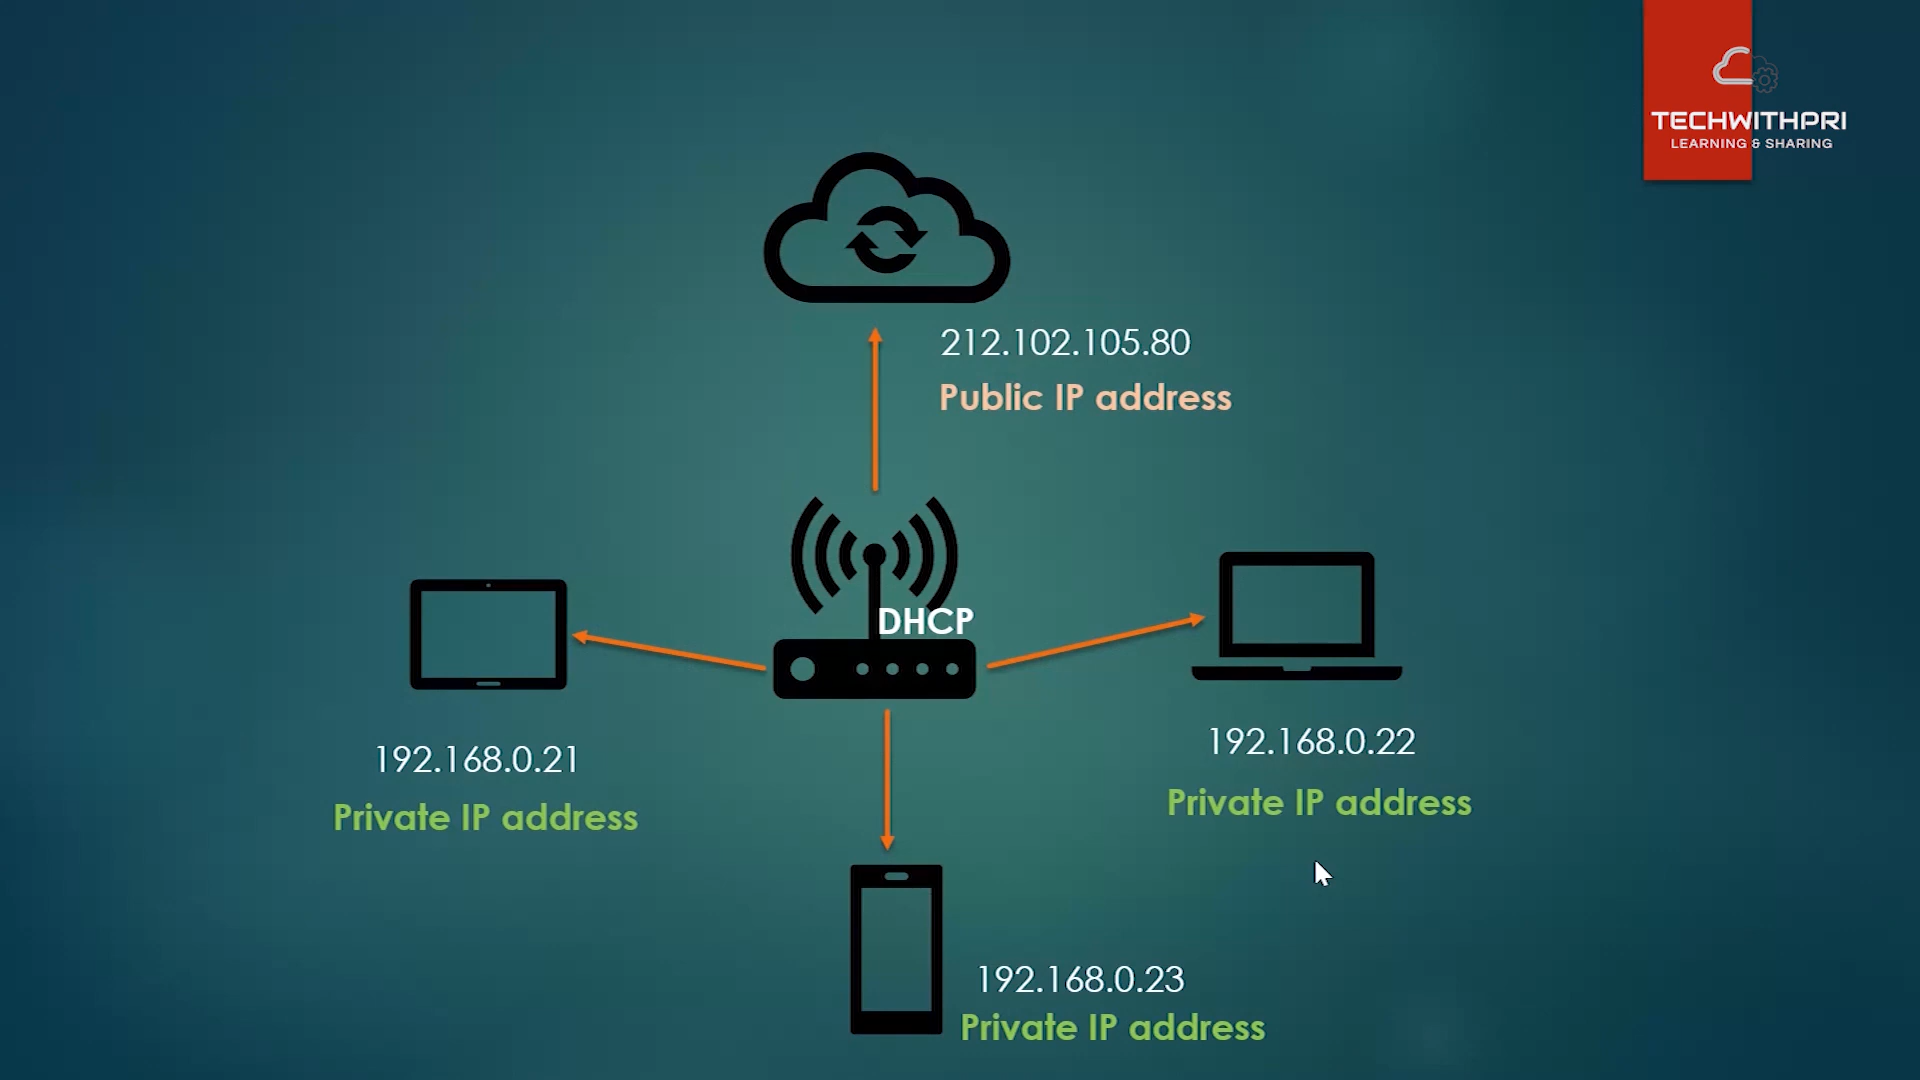 TECHWITHPRI
LEARNING & SHARING
212.102.105.80
Public IP address
DHCP
192.168.0.21
Private IP address
192.168.0.22
Private IP address
192.168.0.23
Private IP address